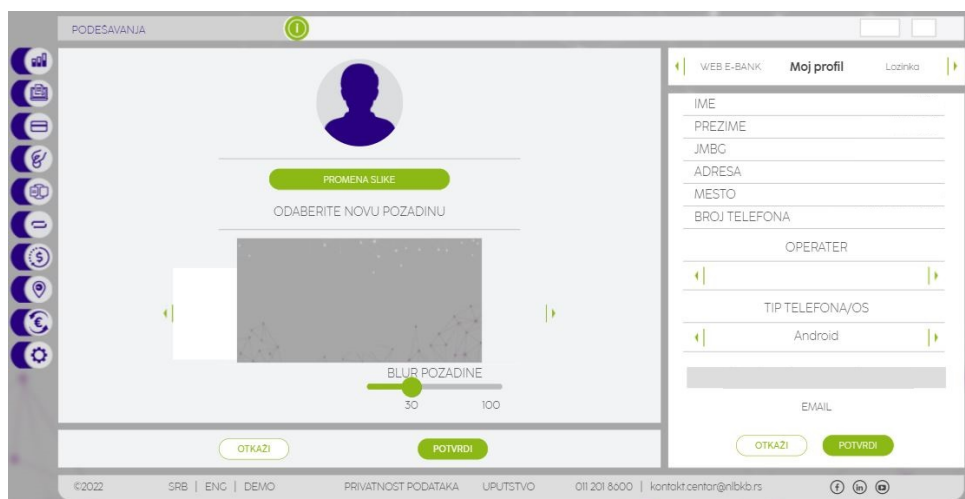 PODEŠAVANJA
WEB E-BANK Moj profil Lozinka
PROMENA SLIKE
ODABERITE NOVU POZADINU
BLUR POZADINE
30 100
OTKAŽI POTVRDI
IME
PREZIME
JMBG
ADRESA
MESTO
BROJ TELEFONA
OPERATER
TIP TELEFONA/OS
Android
EMAIL
OTKAŽI POTVRDI
©2022 SRB | ENG | DEMO PRIVATNOST PODATAKA UPUTSTVO 011 201 8600 | kontakt.centar@nlbkb.rs